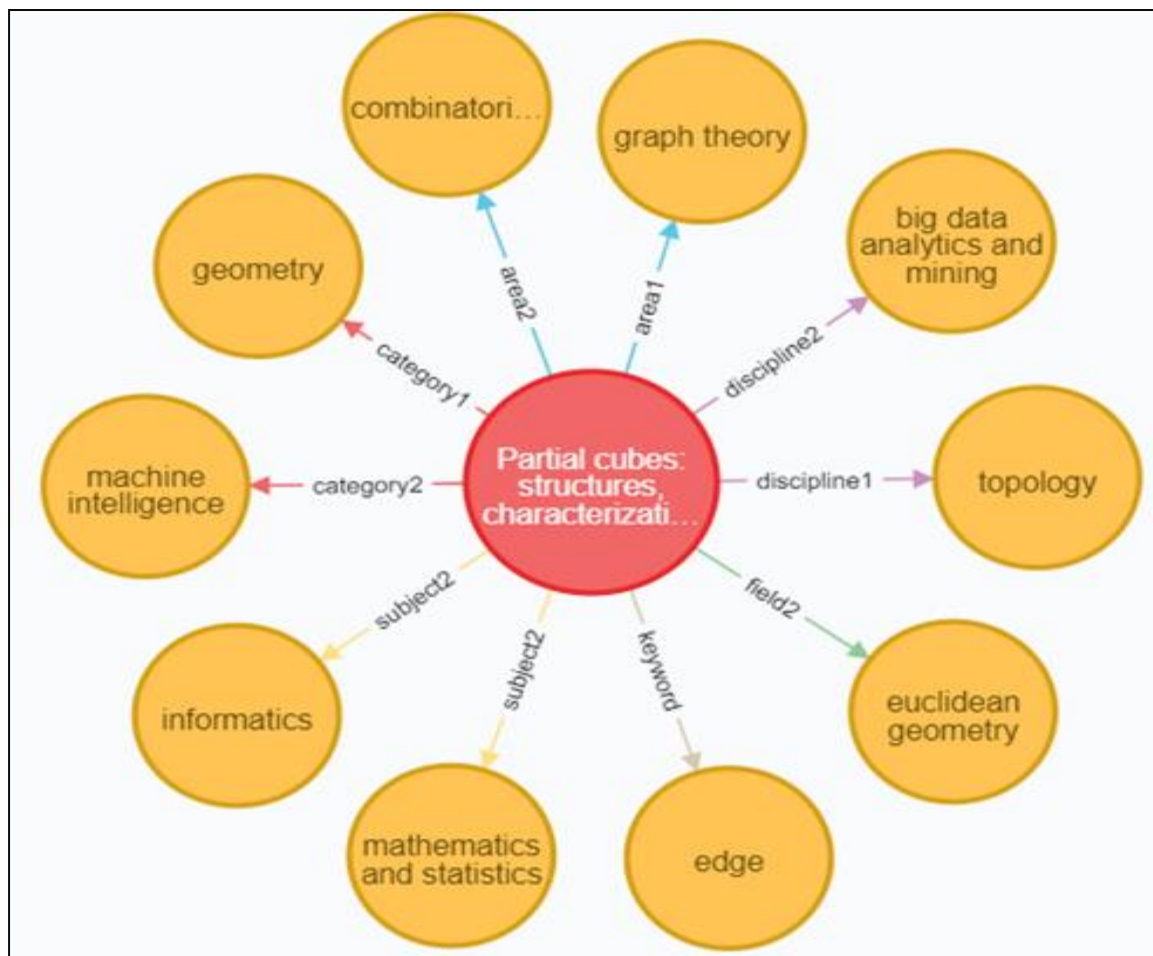 combinatori...
graph theory
big data
analytics and
mining
geometry
area2
area1
discipline2
category1
machine
intelligence
category2
Partial cubes:
structures,
characterizati...
discipline1
topology
subject2
subject2
keyword
field2
informatics
euclidean
geometry
mathematics
and statistics
edge